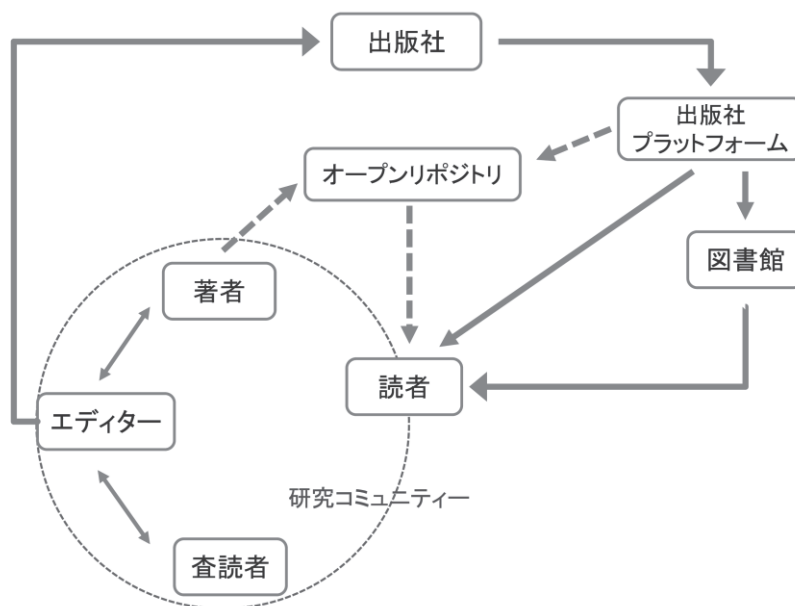 出版社
出版社
プラットフォーム
オープンリポジトリ
図書館
著者
読者
エディター
研究コミュニティー
査読者